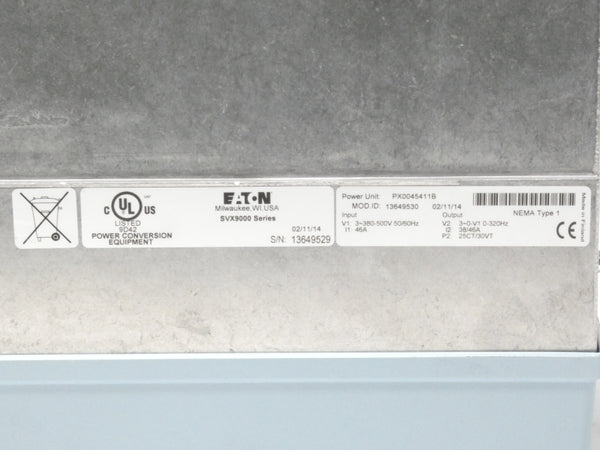 C UL US
LISTED
9D42
POWER CONVERSION
EQUIPMENT
EATON
Milwaukee, WI, USA
SVX9000 Series
02/11/14
S/N: 13649529
Power Unit: PX0045411B
MOD.ID: 13649530 02/11/14
Input Output NEMA Type 1
V1: 3~380-500V 50/60Hz V2: 3~0-V1 0-320Hz
I1: 46A I2: 38/46A
P2: 25CT/30VT
CE
Made in Finland